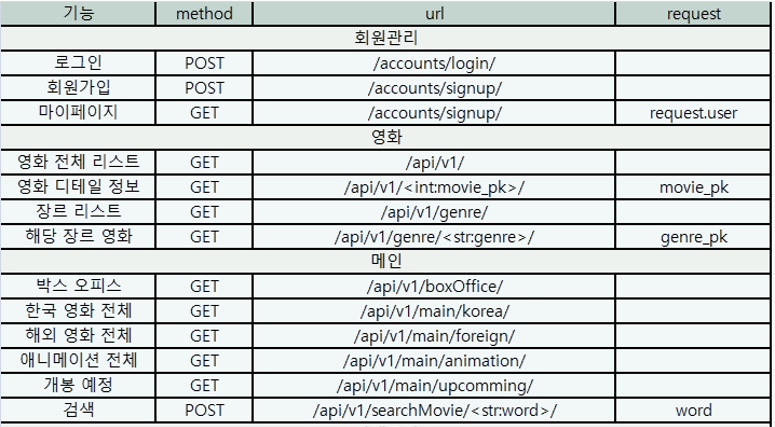 기능 method url request
회원관리
로그인 POST /accounts/login/
회원가입 POST /accounts/signup/
마이페이지 GET /accounts/signup/ request.user
영화
영화 전체 리스트 GET /api/v1/
영화 디테일 정보 GET /api/v1/<int:movie_pk>/ movie_pk
장르 리스트 GET /api/v1/genre/
해당 장르 영화 GET /api/v1/genre/<str:genre>/ genre_pk
메인
박스 오피스 GET /api/v1/boxOffice/
한국 영화 전체 GET /api/v1/main/korea/
해외 영화 전체 GET /api/v1/main/foreign/
애니메이션 전체 GET /api/v1/main/animation/
개봉 예정 GET /api/v1/main/upcomming/
검색 POST /api/v1/searchMovie/<str:word>/ word